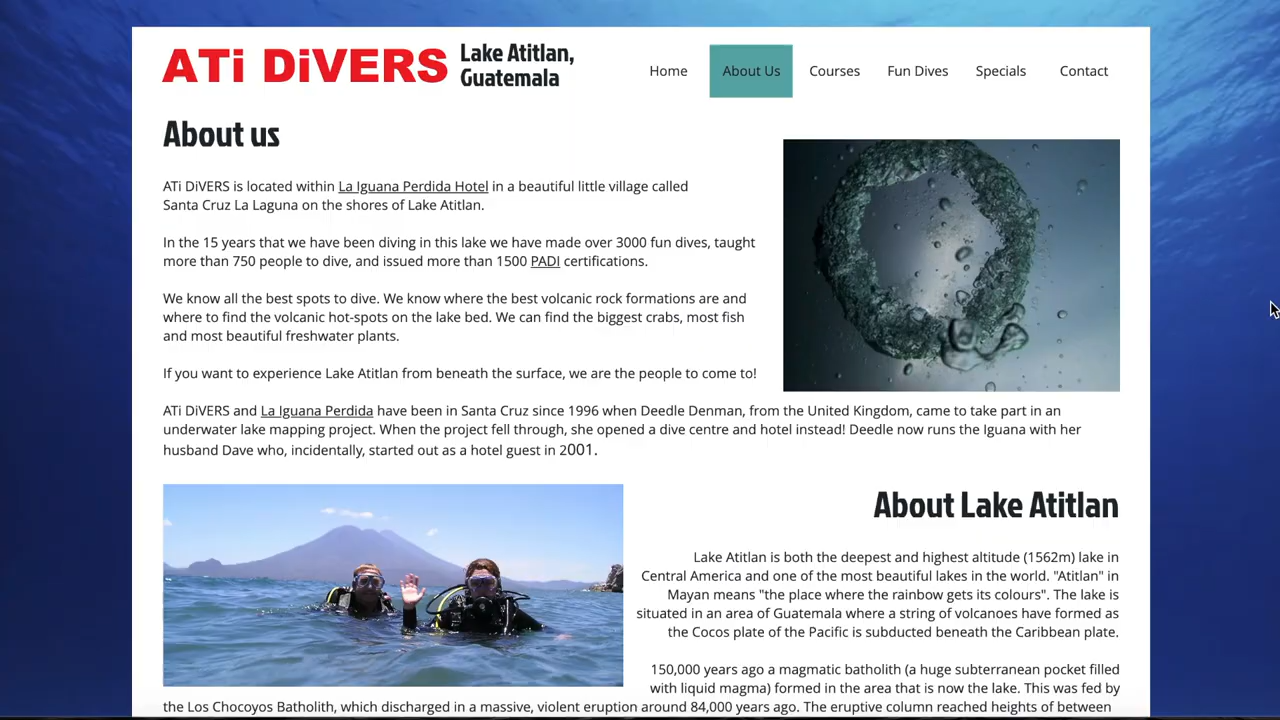 ATi DiVERS
Lake Atitlan,
Guatemala
Home
About Us
Courses
Fun Dives
Specials
Contact
About us
ATi DiVERS is located within La Iguana Perdida Hotel in a beautiful little village called
Santa Cruz La Laguna on the shores of Lake Atitlan.
In the 15 years that we have been diving in this lake we have made over 3000 fun dives, taught
more than 750 people to dive, and issued more than 1500 PADI certifications.
We know all the best spots to dive. We know where the best volcanic rock formations are and
where to find the volcanic hot-spots on the lake bed. We can find the biggest crabs, most fish
and most beautiful freshwater plants.
If you want to experience Lake Atitlan from beneath the surface, we are the people to come to!
ATi DiVERS and La Iguana Perdida have been in Santa Cruz since 1996 when Deedle Denman, from the United Kingdom, came to take part in an
underwater lake mapping project. When the project fell through, she opened a dive centre and hotel instead! Deedle now runs the Iguana with her
husband Dave who, incidentally, started out as a hotel guest in 2001.
About Lake Atitlan
Lake Atitlan is both the deepest and highest altitude (1562m) lake in
Central America and one of the most beautiful lakes in the world. "Atitlan" in
Mayan means "the place where the rainbow gets its colours". The lake is
situated in an area of Guatemala where a string of volcanoes have formed as
the Cocos plate of the Pacific is subducted beneath the Caribbean plate.
150,000 years ago a magmatic batholith (a huge subterranean pocket filled
with liquid magma) formed in the area that is now the lake. This was fed by
the Los Chocoyos Batholith, which discharged in a massive, violent eruption around 84,000 years ago. The eruptive column reached heights of between